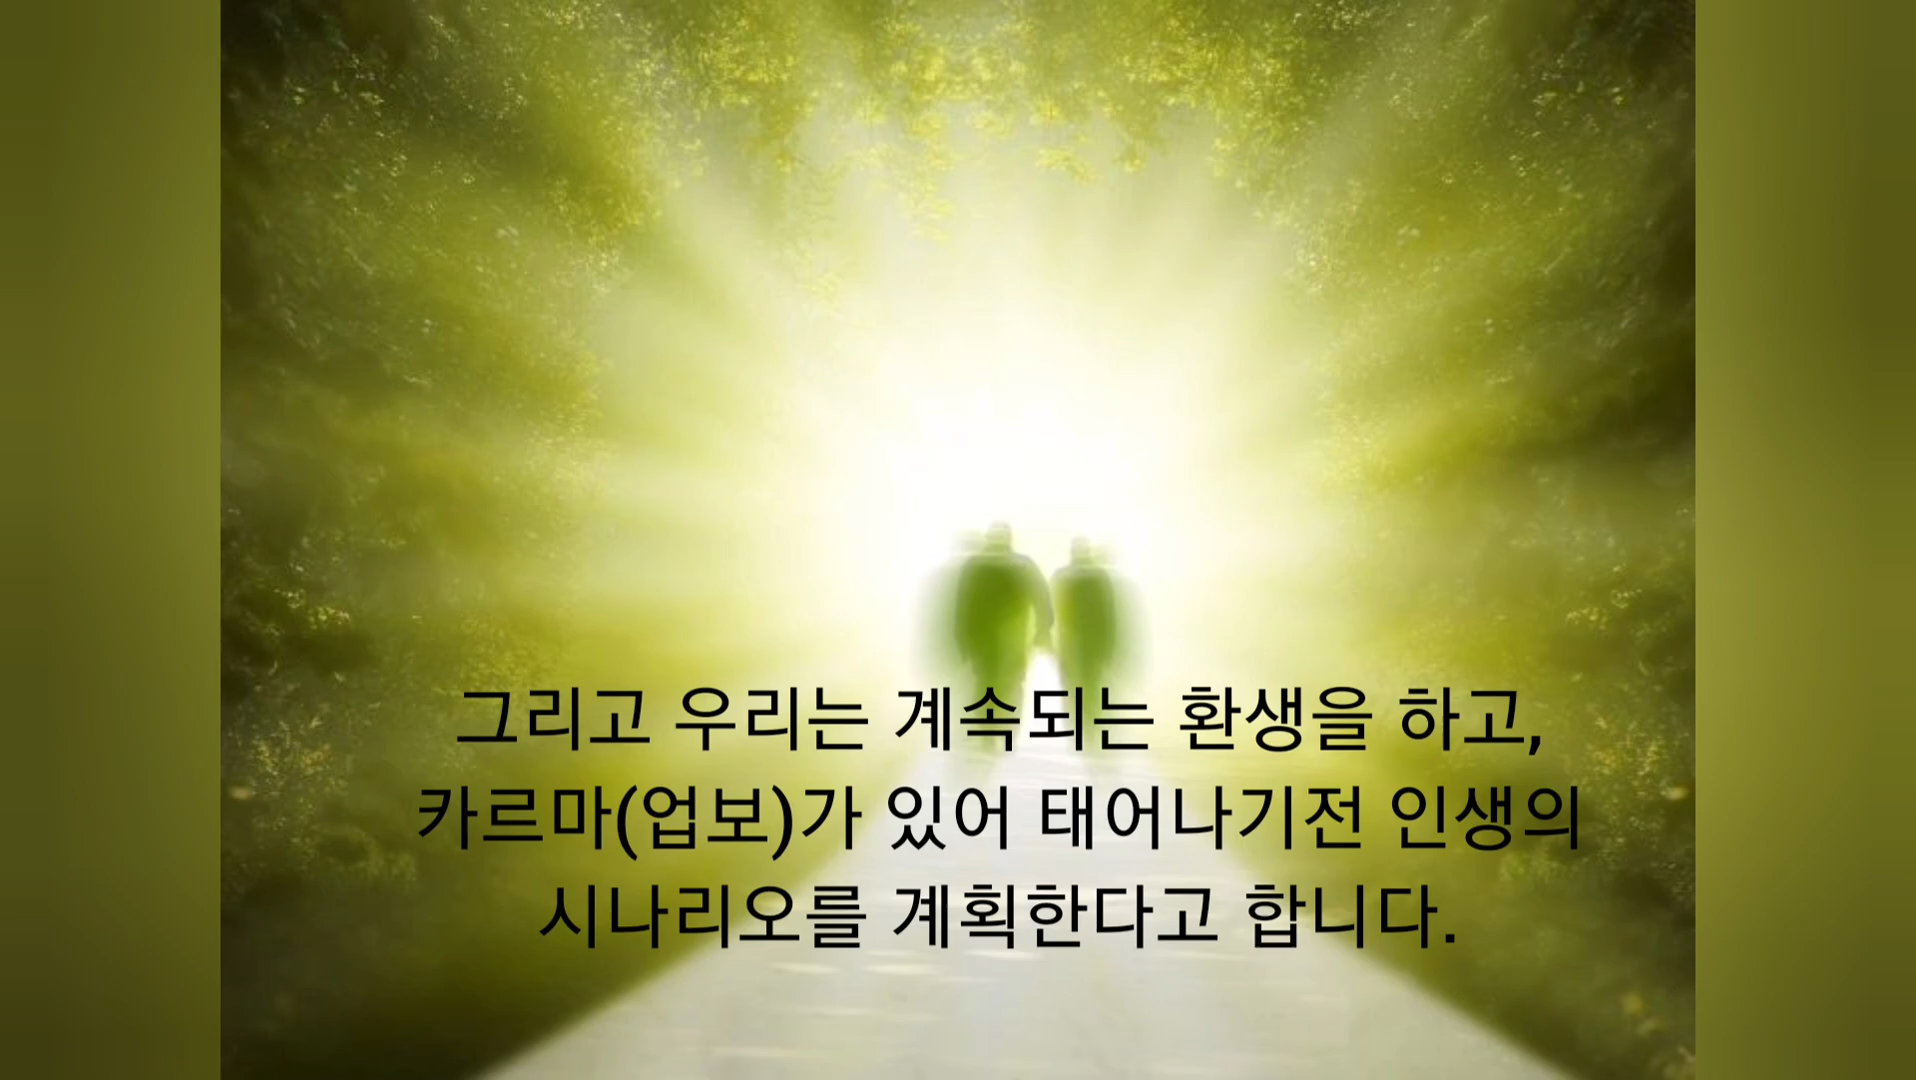 그리고 우리는 계속되는 환생을 하고,
카르마(업보)가 있어 태어나기전 인생의
시나리오를 계획한다고 합니다.